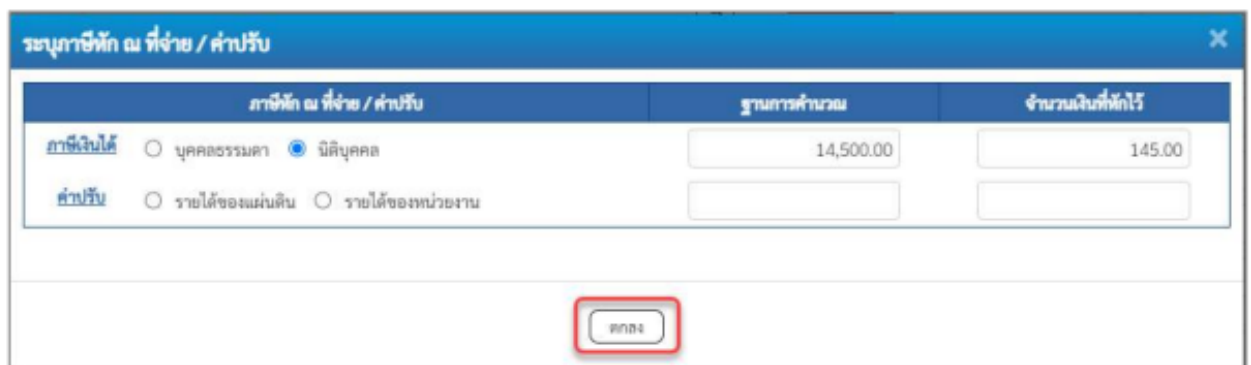 ระบุภาษีหัก ณ ที่จ่าย / ค่าปรับ ×
ภาษีหัก ณ ที่จ่าย / ค่าปรับ ฐานการคำนวณ จำนวนเงินที่หักไว้
ภาษีเงินได้ บุคคลธรรมดา นิติบุคคล 14,500.00 145.00
ค่าปรับ รายได้ของแผ่นดิน รายได้ของหน่วยงาน
ตกลง